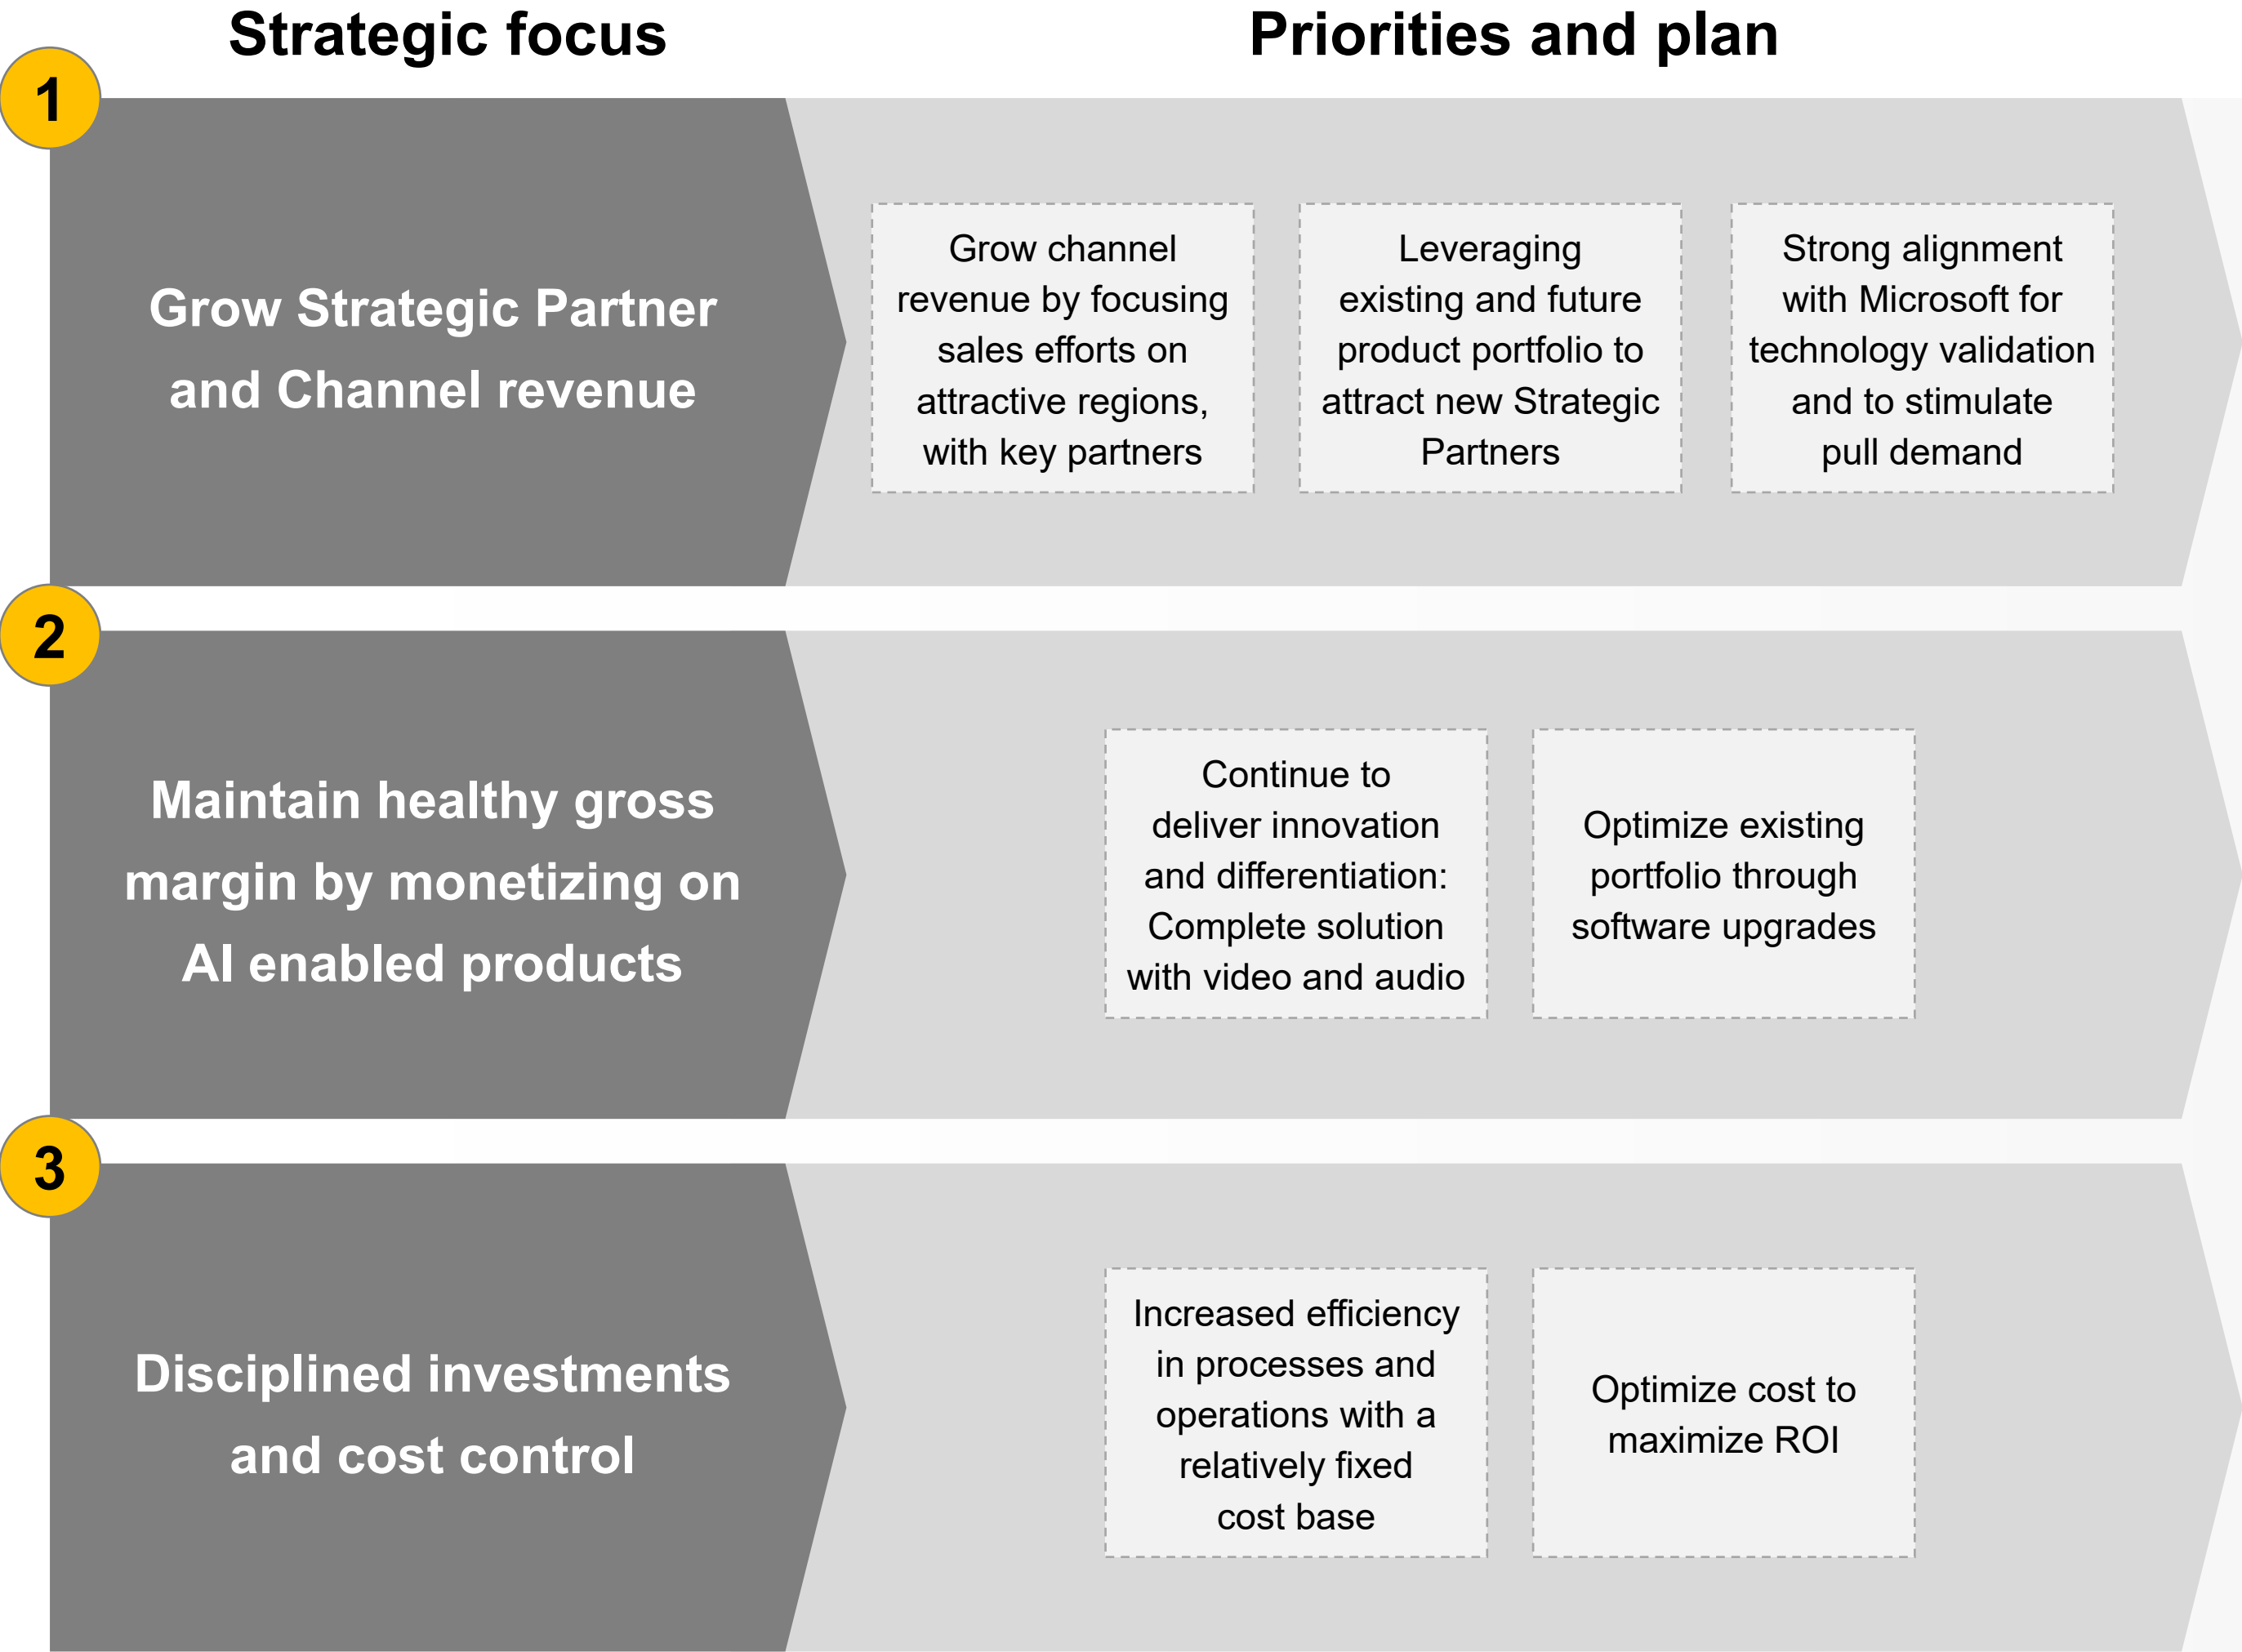 Strategic focus
Priorities and plan
1
Grow Strategic Partner
and Channel revenue
Grow channel
revenue by focusing
sales efforts on
attractive regions,
with key partners
Leveraging
existing and future
product portfolio to
attract new Strategic
Partners
Strong alignment
with Microsoft for
technology validation
and to stimulate
pull demand
2
Maintain healthy gross
margin by monetizing on
AI enabled products
Continue to
deliver innovation
and differentiation:
Complete solution
with video and audio
Optimize existing
portfolio through
software upgrades
3
Disciplined investments
and cost control
Increased efficiency
in processes and
operations with a
relatively fixed
cost base
Optimize cost to
maximize ROI